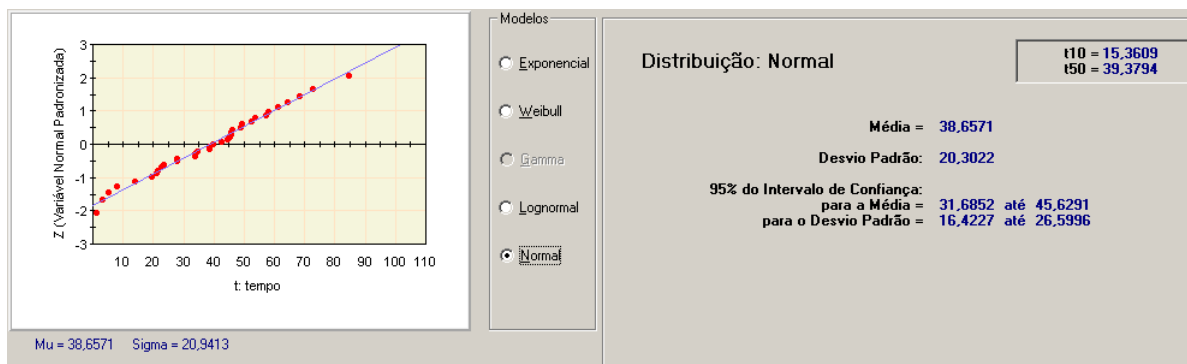 Z (Variável Normal Padronizada)
3
2
1
0
-1
-2
-3
10 20 30 40 50 60 70 80 90 100 110
t: tempo
Mu = 38,6571 Sigma = 20,9413
Modelos
Exponencial
Weibull
Gamma
Lognormal
Normal
Distribuição: Normal
t10 = 15,3609
t50 = 39,3794
Média = 38,6571
Desvio Padrão: 20,3022
95% do Intervalo de Confiança:
para a Média = 31,6852 até 45,6291
para o Desvio Padrão = 16,4227 até 26,5996